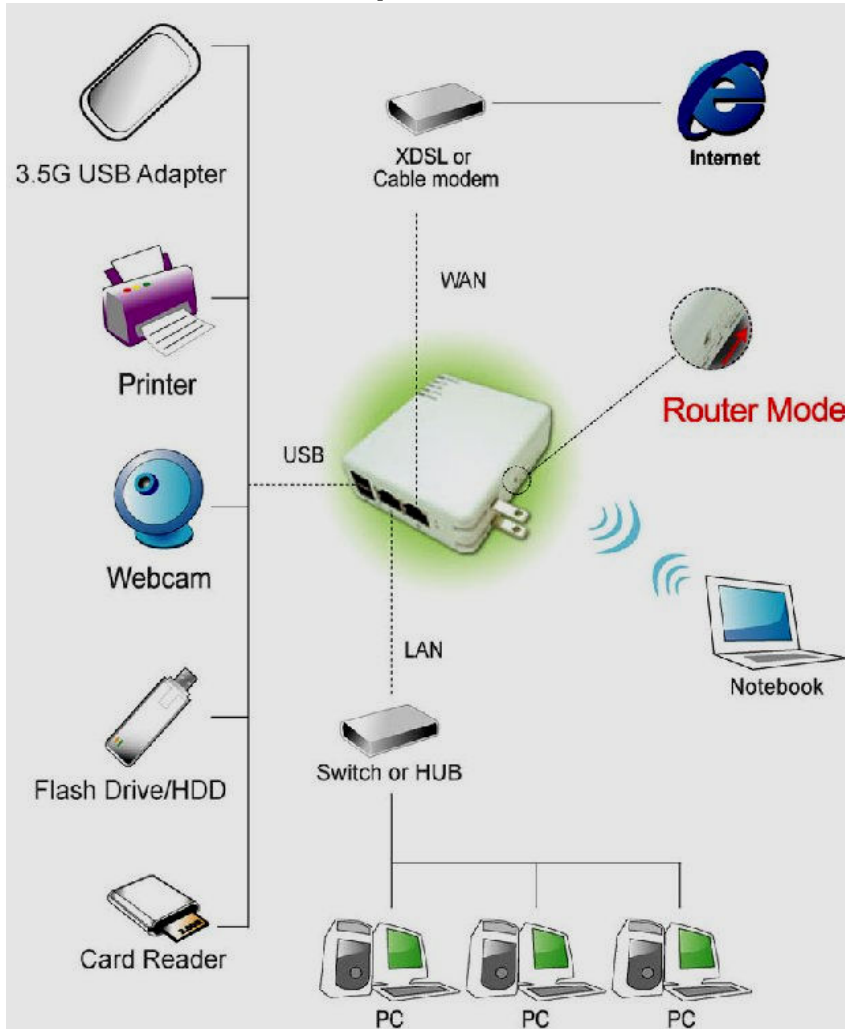 3.5G USB Adapter
XDSL or
Cable modem
Internet
WAN
Printer
Router Mode
USB
Webcam
LAN
Notebook
Flash Drive/HDD
Switch or HUB
Card Reader
PC
PC
PC